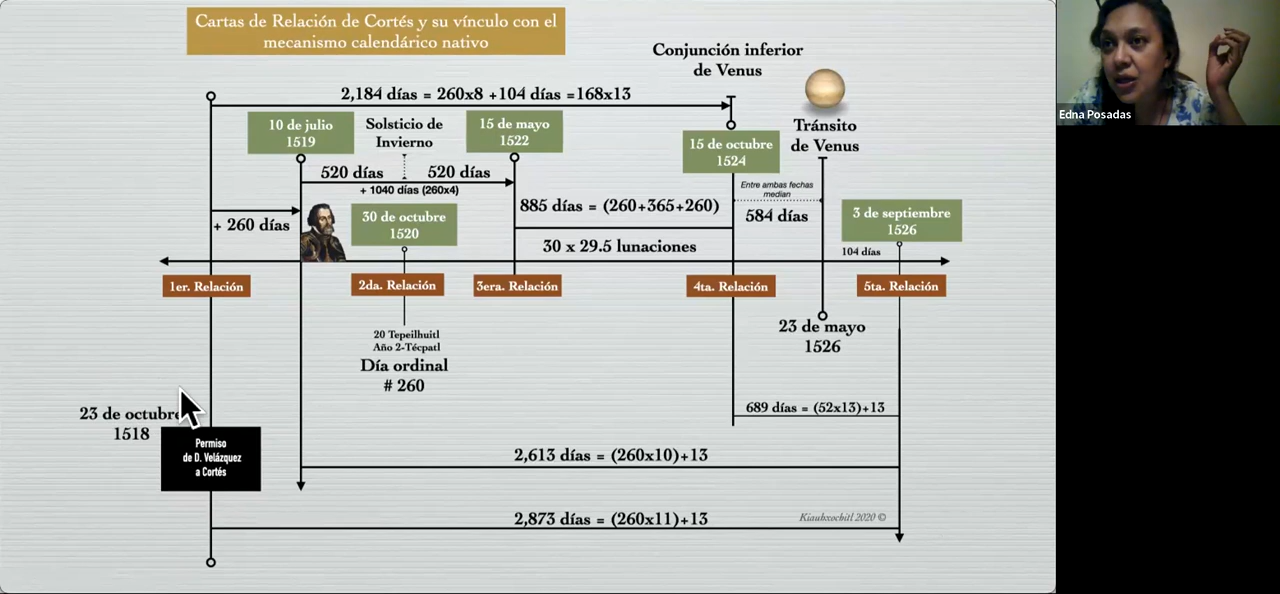 Cartas de Relación de Cortés y su vínculo con el
mecanismo calendárico nativo
Conjunción inferior
de Venus
Edna Posadas
2,184 días = 260x8 +104 días =168x13
10 de julio
1519
Solsticio de
Invierno
15 de mayo
1522
15 de octubre
1524
Tránsito
de Venus
520 días
520 días
+ 1040 días (260x4)
Entre ambas fechas
median
584 días
+ 260 días
30 de octubre
1520
885 días = (260+365+260)
3 de septiembre
1526
30 x 29.5 lunaciones
104 días
1er. Relación
2da. Relación
3era. Relación
4ta. Relación
5ta. Relación
20 Tepeilhuitl
Año 2-Técpatl
Día ordinal
# 260
23 de mayo
1526
23 de octubre
1518
Permiso
de D. Velázquez
a Cortés
689 días = (52x13)+13
2,613 días = (260x10)+13
2,873 días = (260x11)+13
Kiauhxochitl 2020 ©